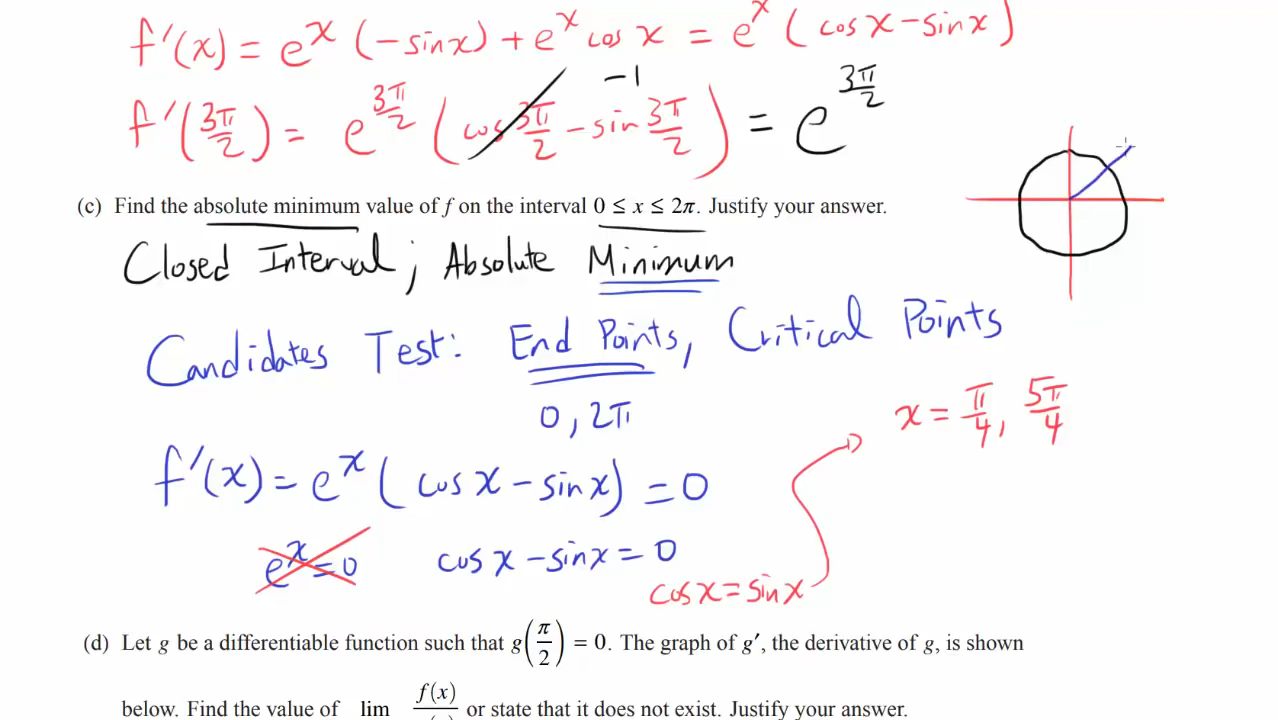 f'(x) = e^x (-sin x) + e^x cos x = e^x (cos x - sin x)
-1
f'(3π/2) = e^(3π/2) (cos 3π/2 - sin 3π/2) = e^(3π/2)
(c) Find the absolute minimum value of f on the interval 0 ≤ x ≤ 2π. Justify your answer.
Closed Interval; Absolute Minimum
Candidates Test: End Points, Critical Points
0, 2π
x = π/4, 5π/4
f'(x) = e^x (cos x - sin x) = 0
e^x = 0 cos x - sin x = 0
cos x = sin x
(d) Let g be a differentiable function such that g(π/2) = 0. The graph of g′, the derivative of g, is shown
below. Find the value of lim f(x) or state that it does not exist. Justify your answer.